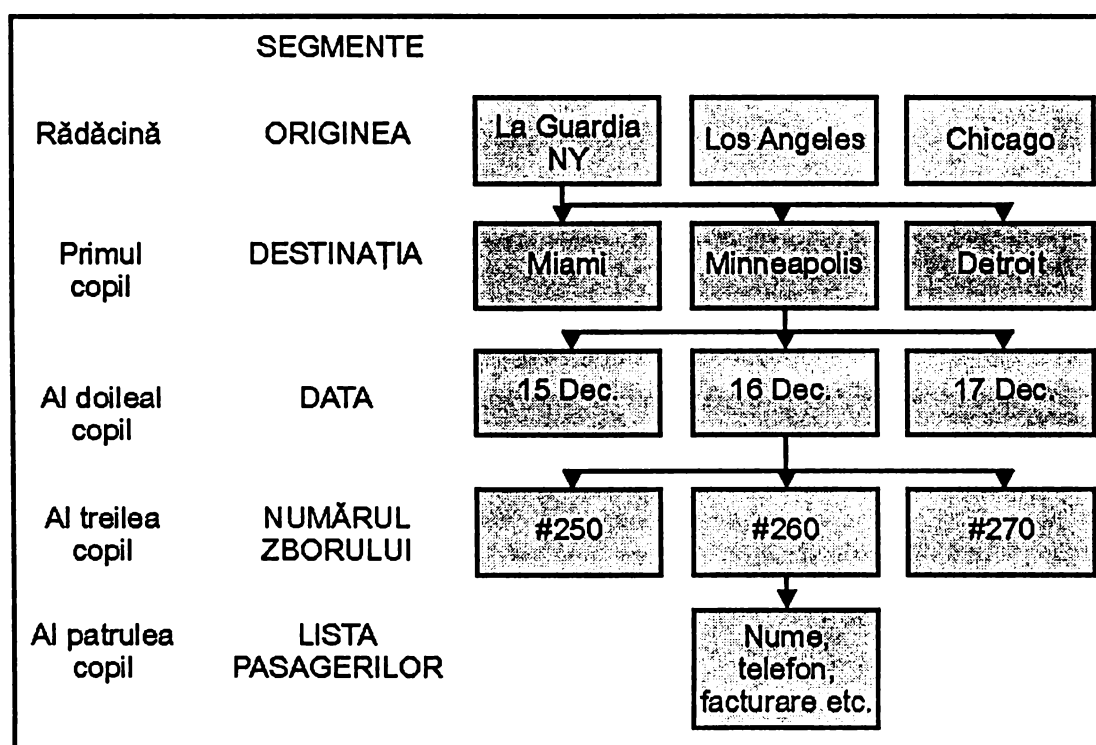 SEGMENTE
Rădăcină
ORIGINEA
La Guardia
NY
Los Angeles
Chicago
Primul
copil
DESTINAȚIA
Miami
Minneapolis
Detroit
Al doileal
copil
DATA
15 Dec.
16 Dec.
17 Dec.
Al treilea
copil
NUMĂRUL
ZBORULUI
#250
#260
#270
Al patrulea
copil
LISTA
PASAGERILOR
Nume,
telefon,
facturare etc.